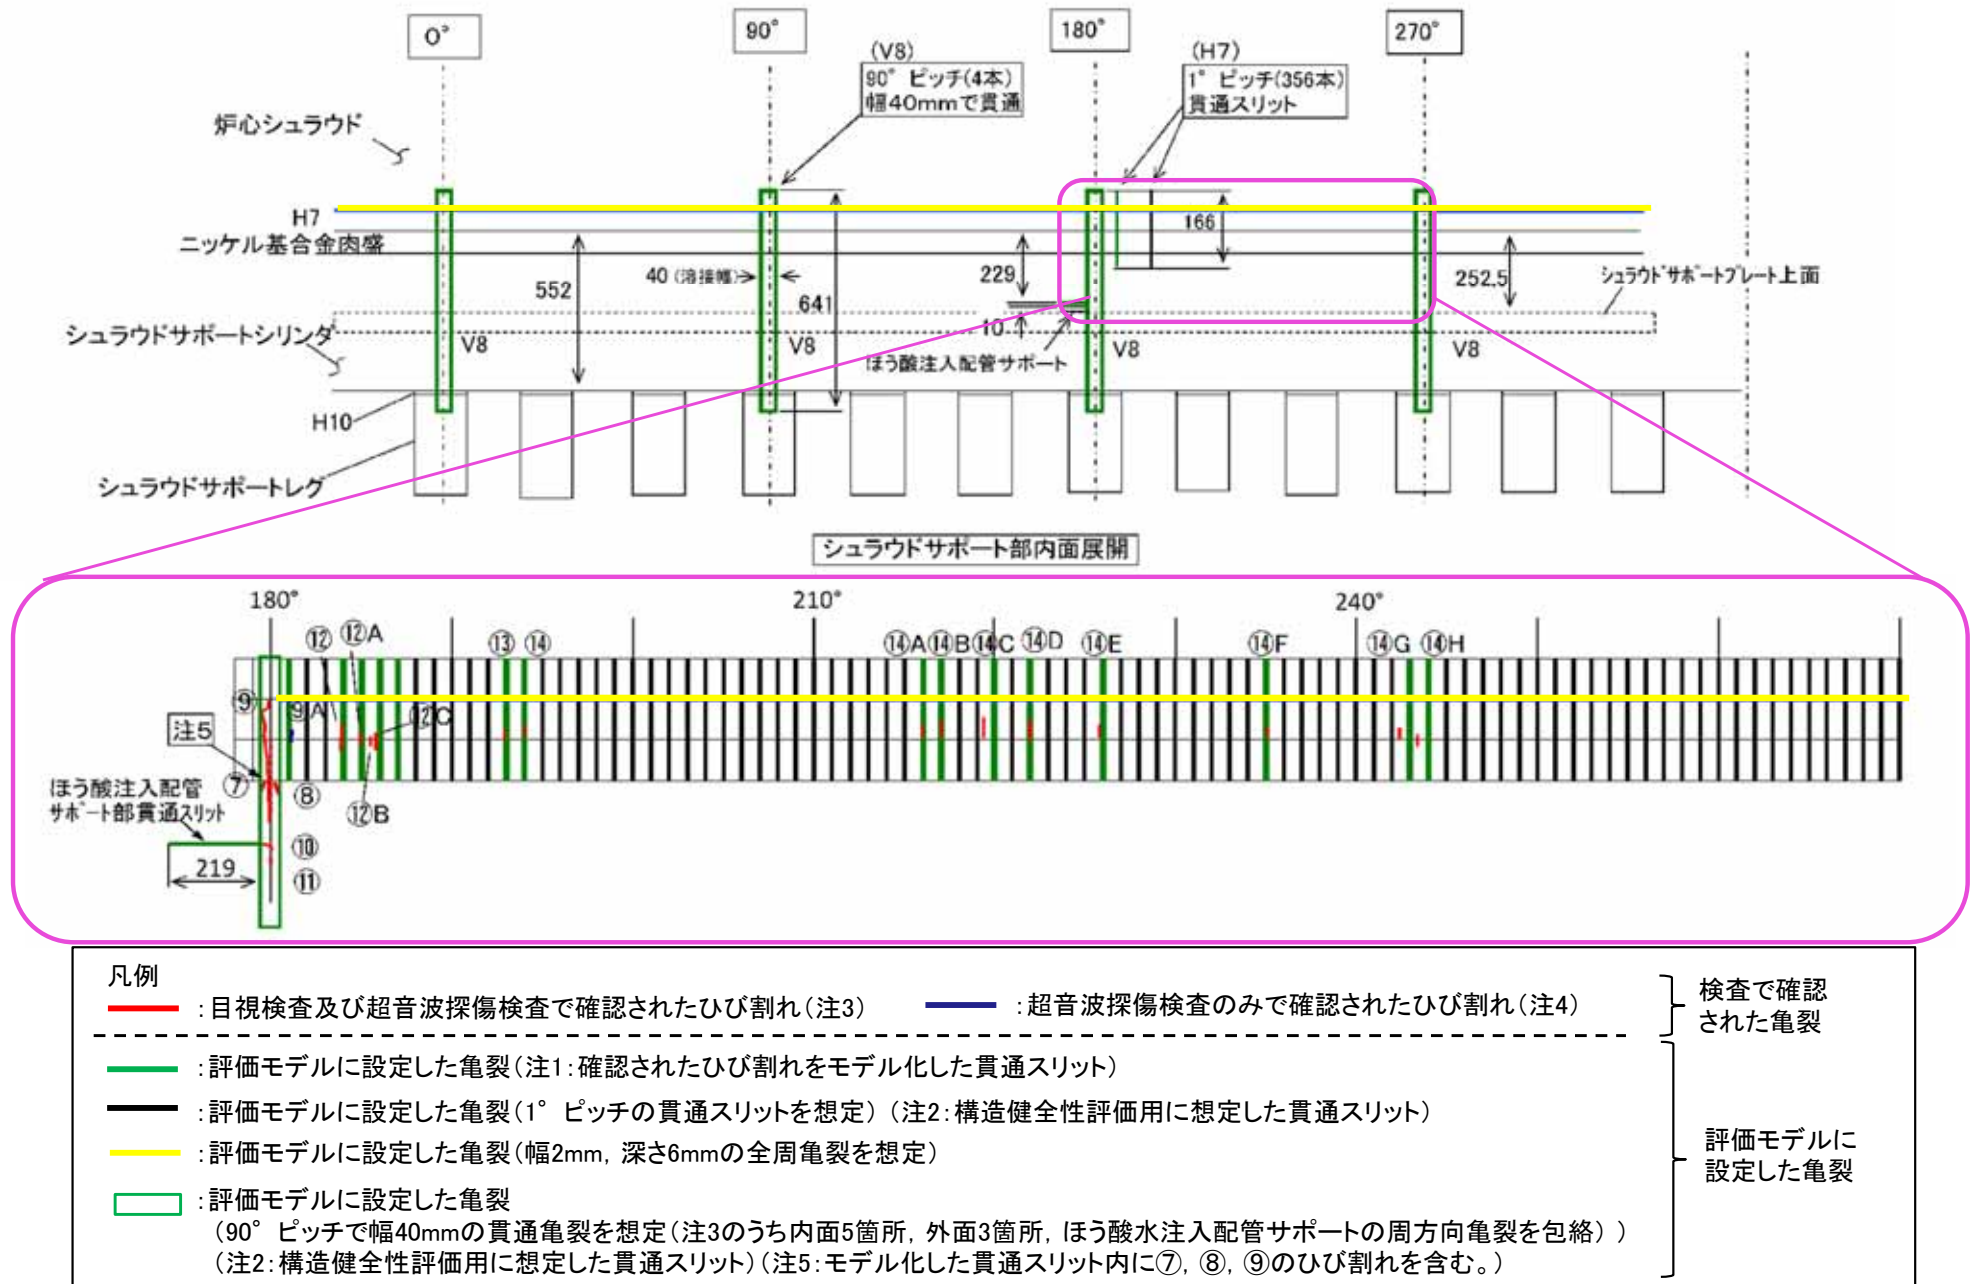 0°
90°
180°
270°
(V8)
90° ピッチ(4本)
幅40mmで貫通
(H7)
1° ピッチ(356本)
貫通スリット
炉心シュラウド
H7
ニッケル基合金肉盛
166
552
40 (溶接幅)
641
229
252.5
シュラウドサポートプレート上面
10
シュラウドサポートシリンダ
V8
V8
V8
V8
ほう酸注入配管サポート
H10
シュラウドサポートレグ
シュラウドサポート部内面展開
180°
210°
240°
⑫
⑫A
⑬
⑭
⑭A
⑭B
⑭C
⑭D
⑭E
⑭F
⑭G
⑭H
⑨
⑨A
⑫C
注5
⑦
⑧
⑫B
ほう酸注入配管
サポート部貫通スリット
⑩
219
⑪
凡例
:目視検査及び超音波探傷検査で確認されたひび割れ(注3)
:超音波探傷検査のみで確認されたひび割れ(注4)
検査で確認
された亀裂
:評価モデルに設定した亀裂(注1:確認されたひび割れをモデル化した貫通スリット)
:評価モデルに設定した亀裂(1° ピッチの貫通スリットを想定) (注2:構造健全性評価用に想定した貫通スリット)
:評価モデルに設定した亀裂(幅2mm, 深さ6mmの全周亀裂を想定)
評価モデルに
設定した亀裂
:評価モデルに設定した亀裂
(90° ピッチで幅40mmの貫通亀裂を想定(注3のうち内面5箇所, 外面3箇所, ほう酸水注入配管サポートの周方向亀裂を包絡) )
(注2:構造健全性評価用に想定した貫通スリット)(注5:モデル化した貫通スリット内に⑦, ⑧, ⑨のひび割れを含む。)